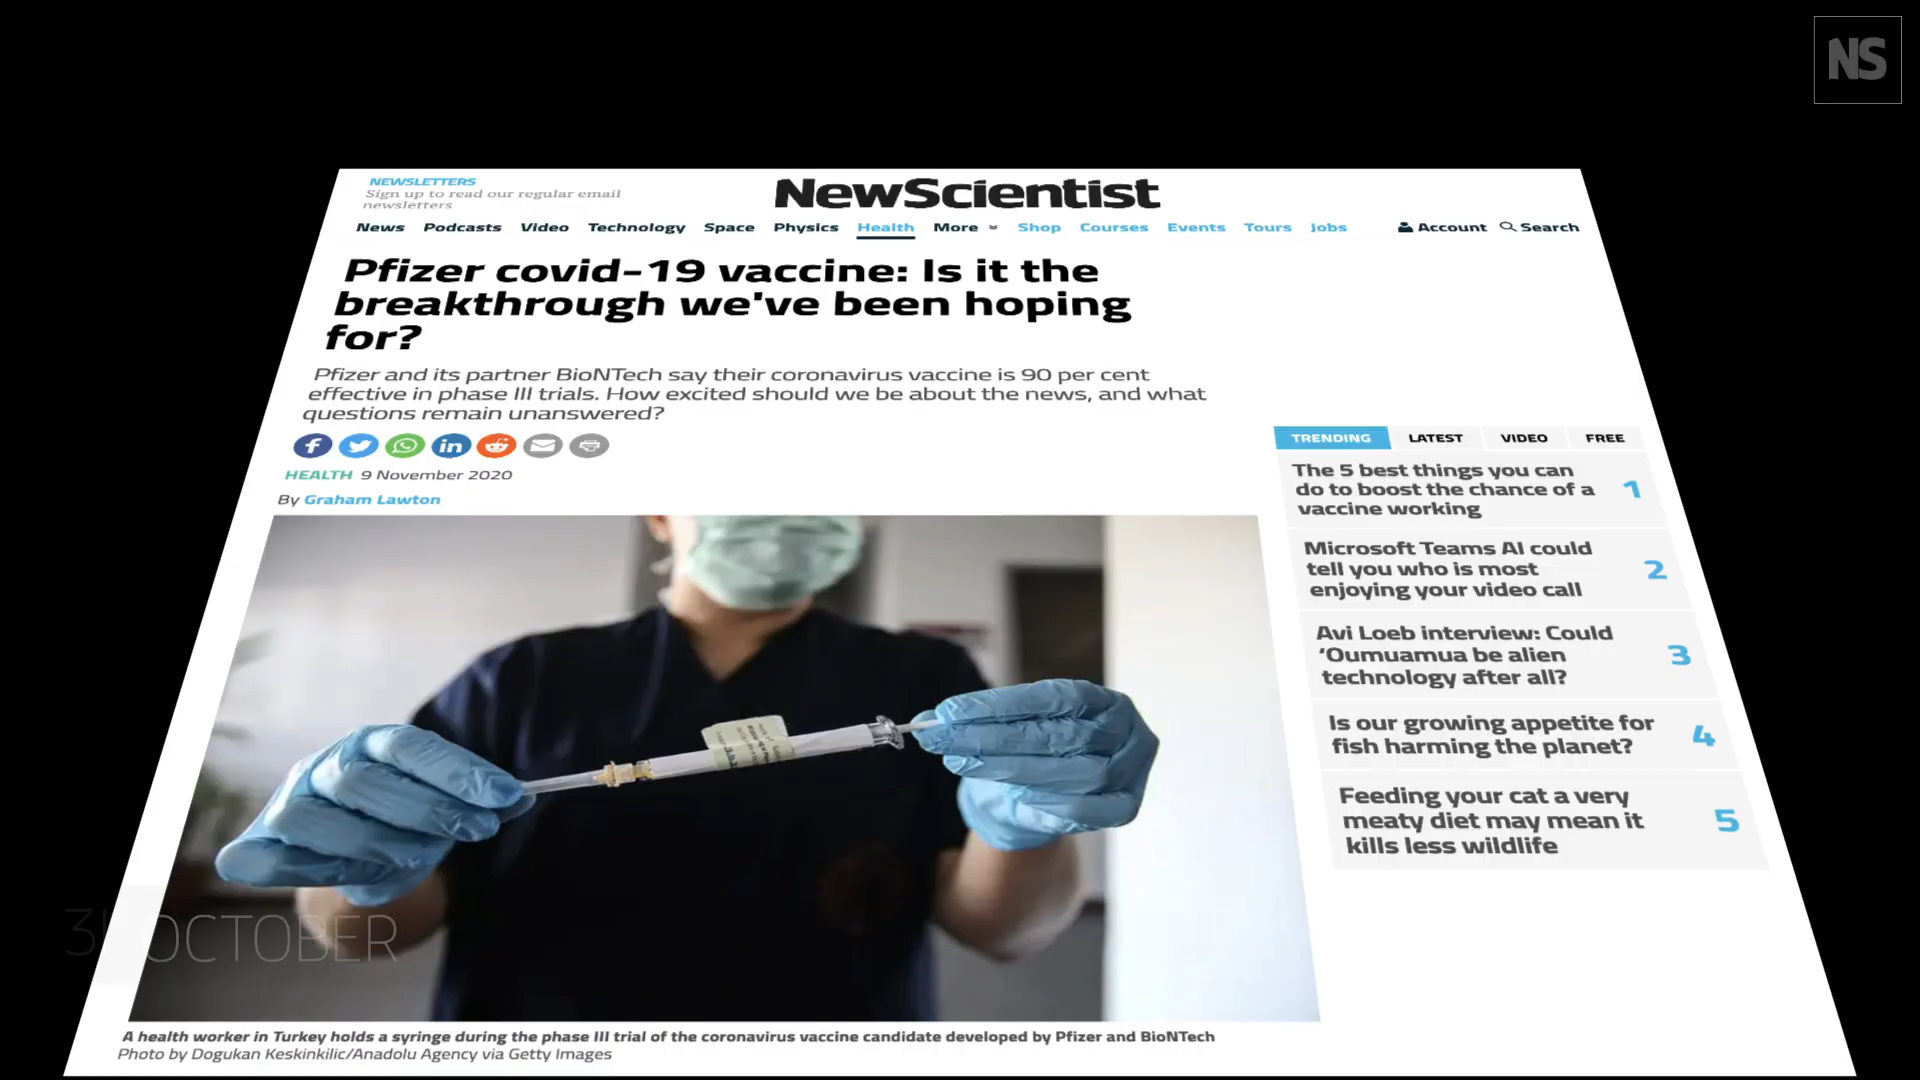 NS
NEWSLETTERS
Sign up to read our regular email
newsletters
NewScientist
News Podcasts Video Technology Space Physics Health More Shop Courses Events Tours Jobs Account Search
Pfizer covid-19 vaccine: Is it the
breakthrough we've been hoping
for?
Pfizer and its partner BioNTech say their coronavirus vaccine is 90 per cent
effective in phase III trials. How excited should we be about the news, and what
questions remain unanswered?
HEALTH 9 November 2020
By Graham Lawton
TRENDING LATEST VIDEO FREE
The 5 best things you can
do to boost the chance of a
vaccine working
1
Microsoft Teams AI could
tell you who is most
enjoying your video call
2
Avi Loeb interview: Could
‘Oumuamua be alien
technology after all?
3
Is our growing appetite for
fish harming the planet?
4
Feeding your cat a very
meaty diet may mean it
kills less wildlife
5
OCTOBER
A health worker in Turkey holds a syringe during the phase III trial of the coronavirus vaccine candidate developed by Pfizer and BioNTech
Photo by Dogukan Keskinkilic/Anadolu Agency via Getty Images